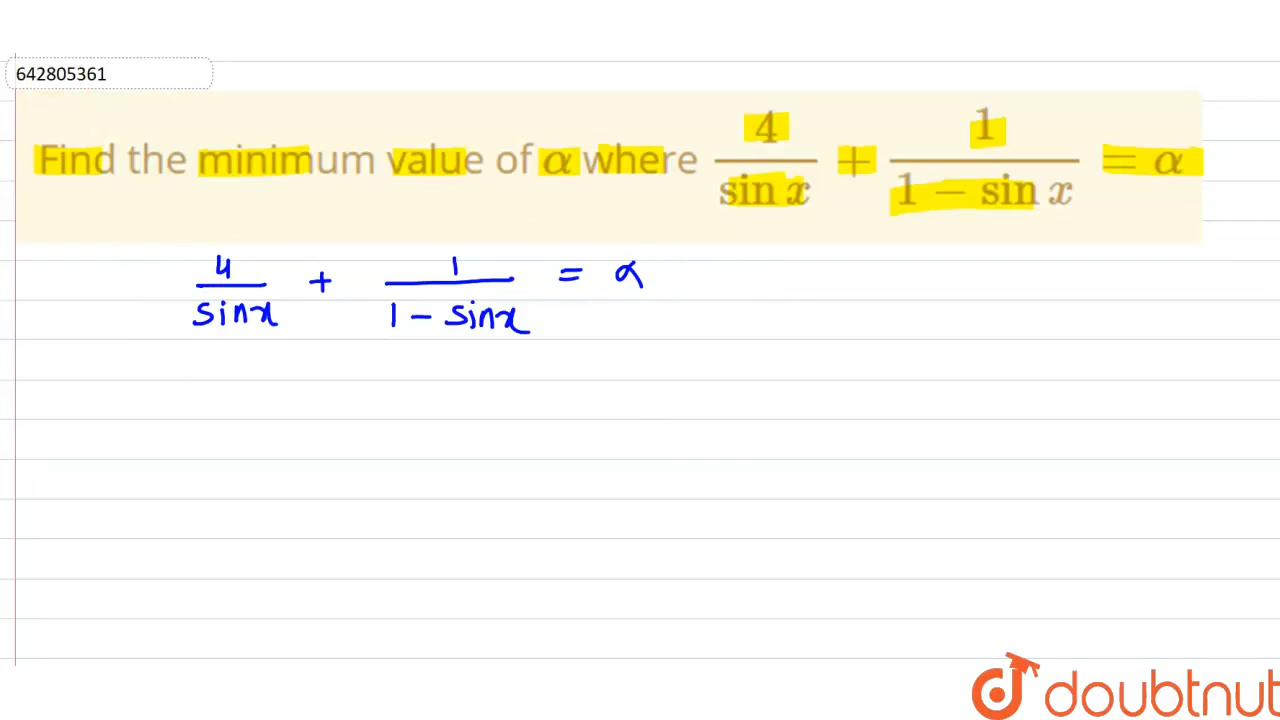 642805361
Find the minimum value of α where 4/sin x + 1/(1 − sin x) = α
4/sinx + 1/(1 − sinx) = α
doubtnut